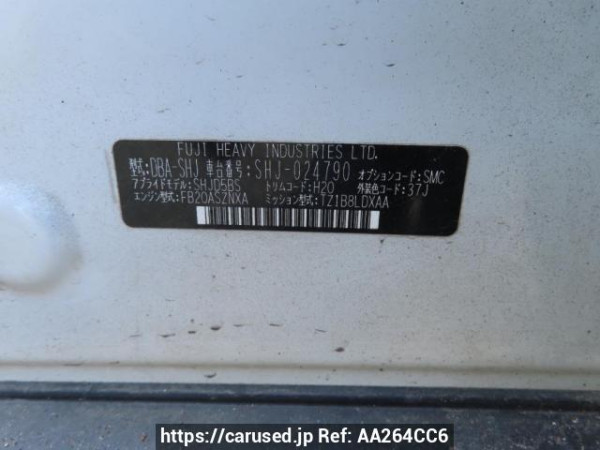 FUJI HEAVY INDUSTRIES LTD.
型式:DBA-SHJ 車台番号:SHJ-024790 オプションコード:SMC
アプライドモデル:SHJD5BS トリムコード:H20 外装色コード:37J
エンジン型式:FB20ASZNXA ミッション型式:TZ1B8LDXAA
https://carused.jp Ref: AA264CC6